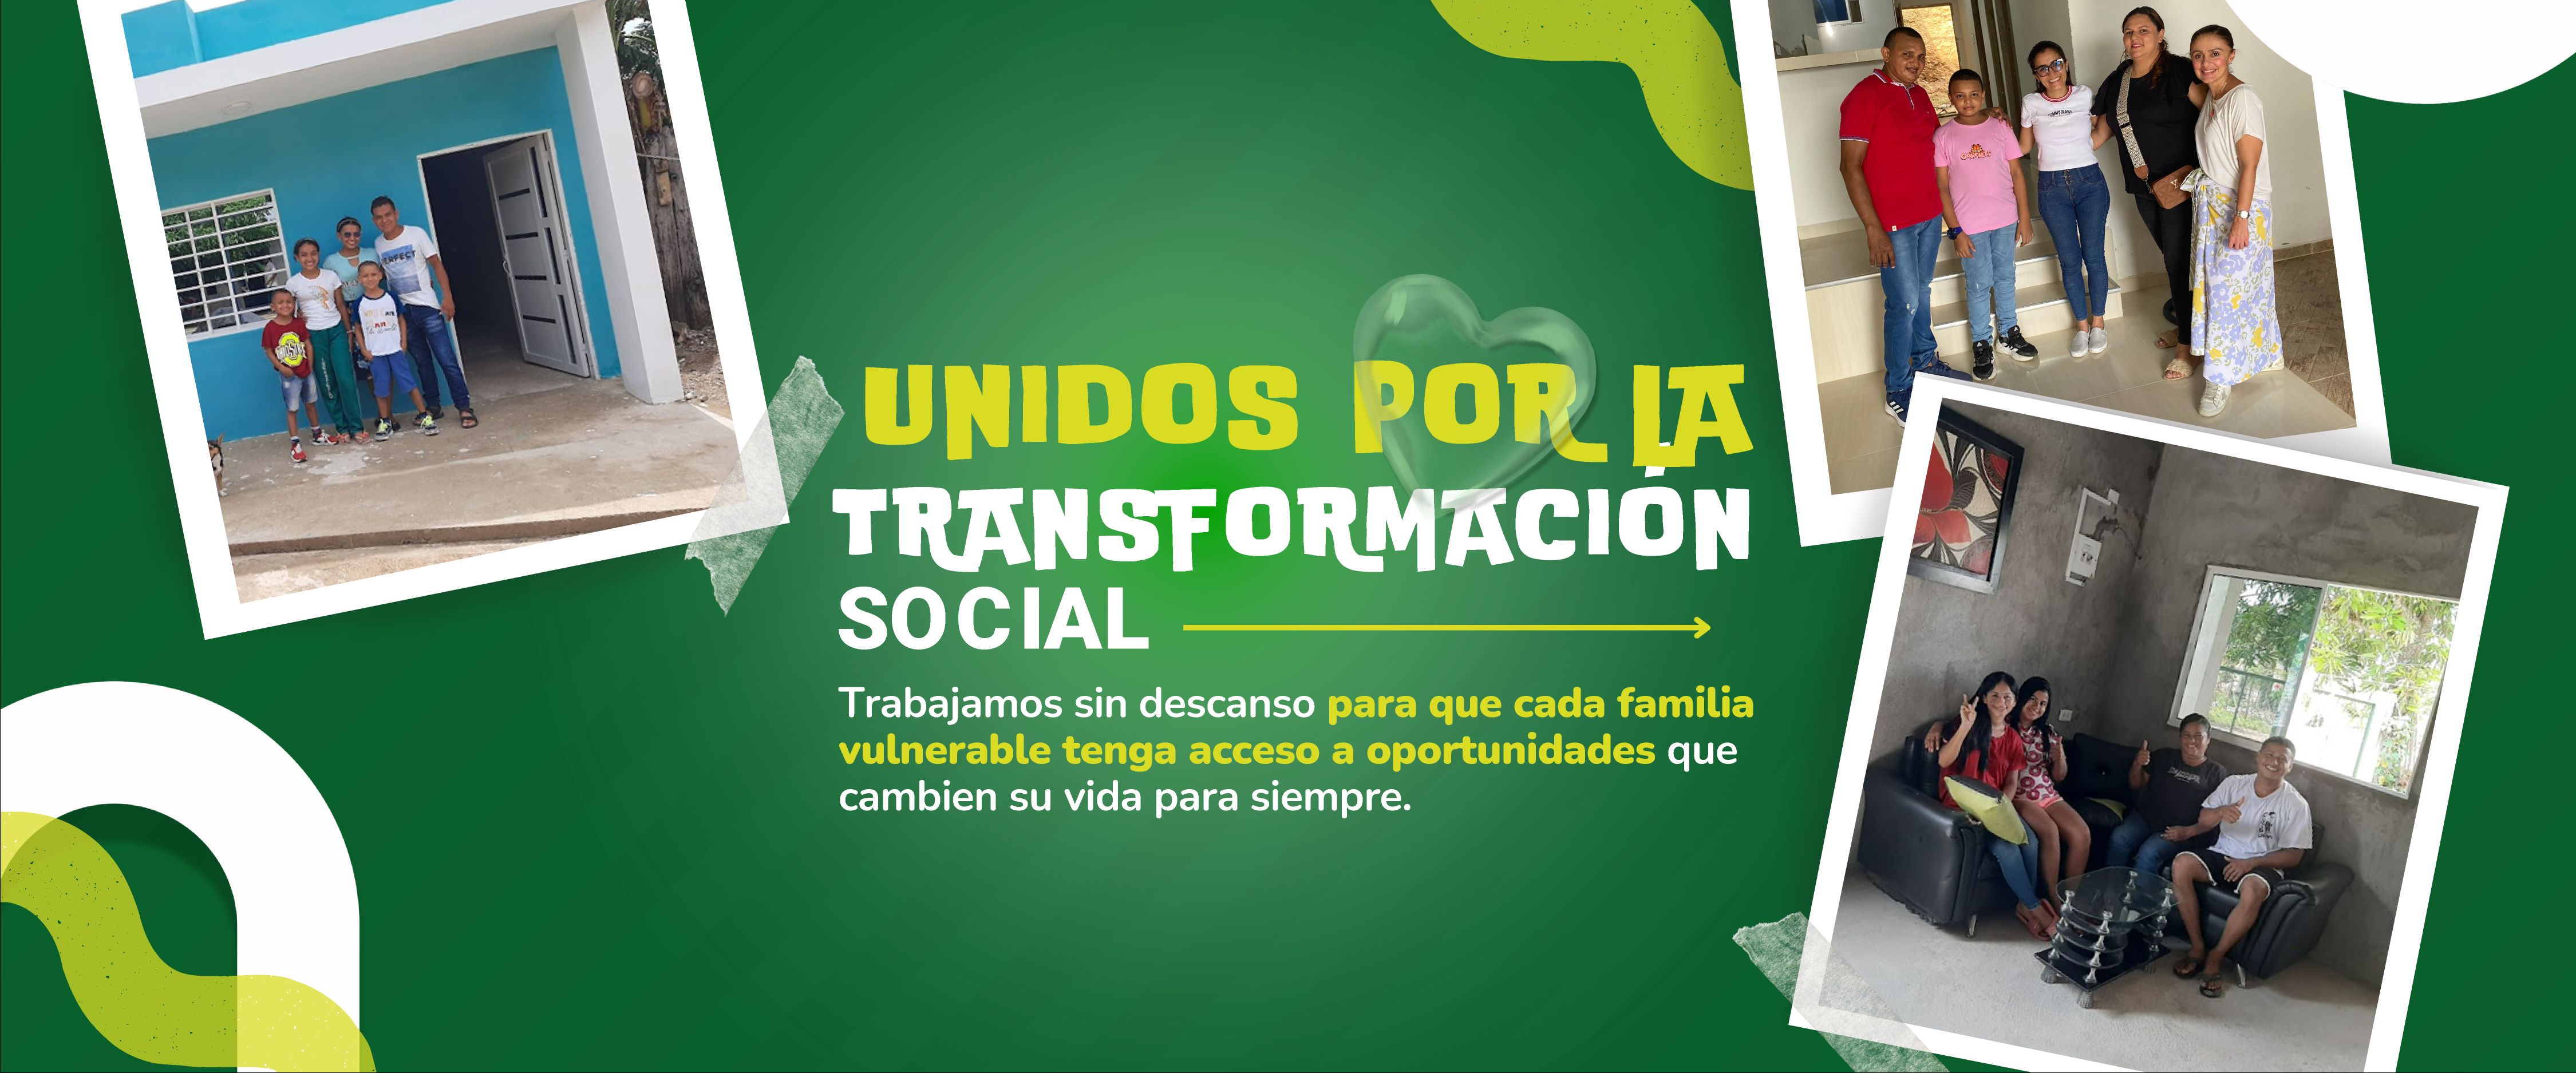 UNIDOS POR LA
TRANSFORMACIÓN
SOCIAL
Trabajamos sin descanso para que cada familia
vulnerable tenga acceso a oportunidades que
cambien su vida para siempre.